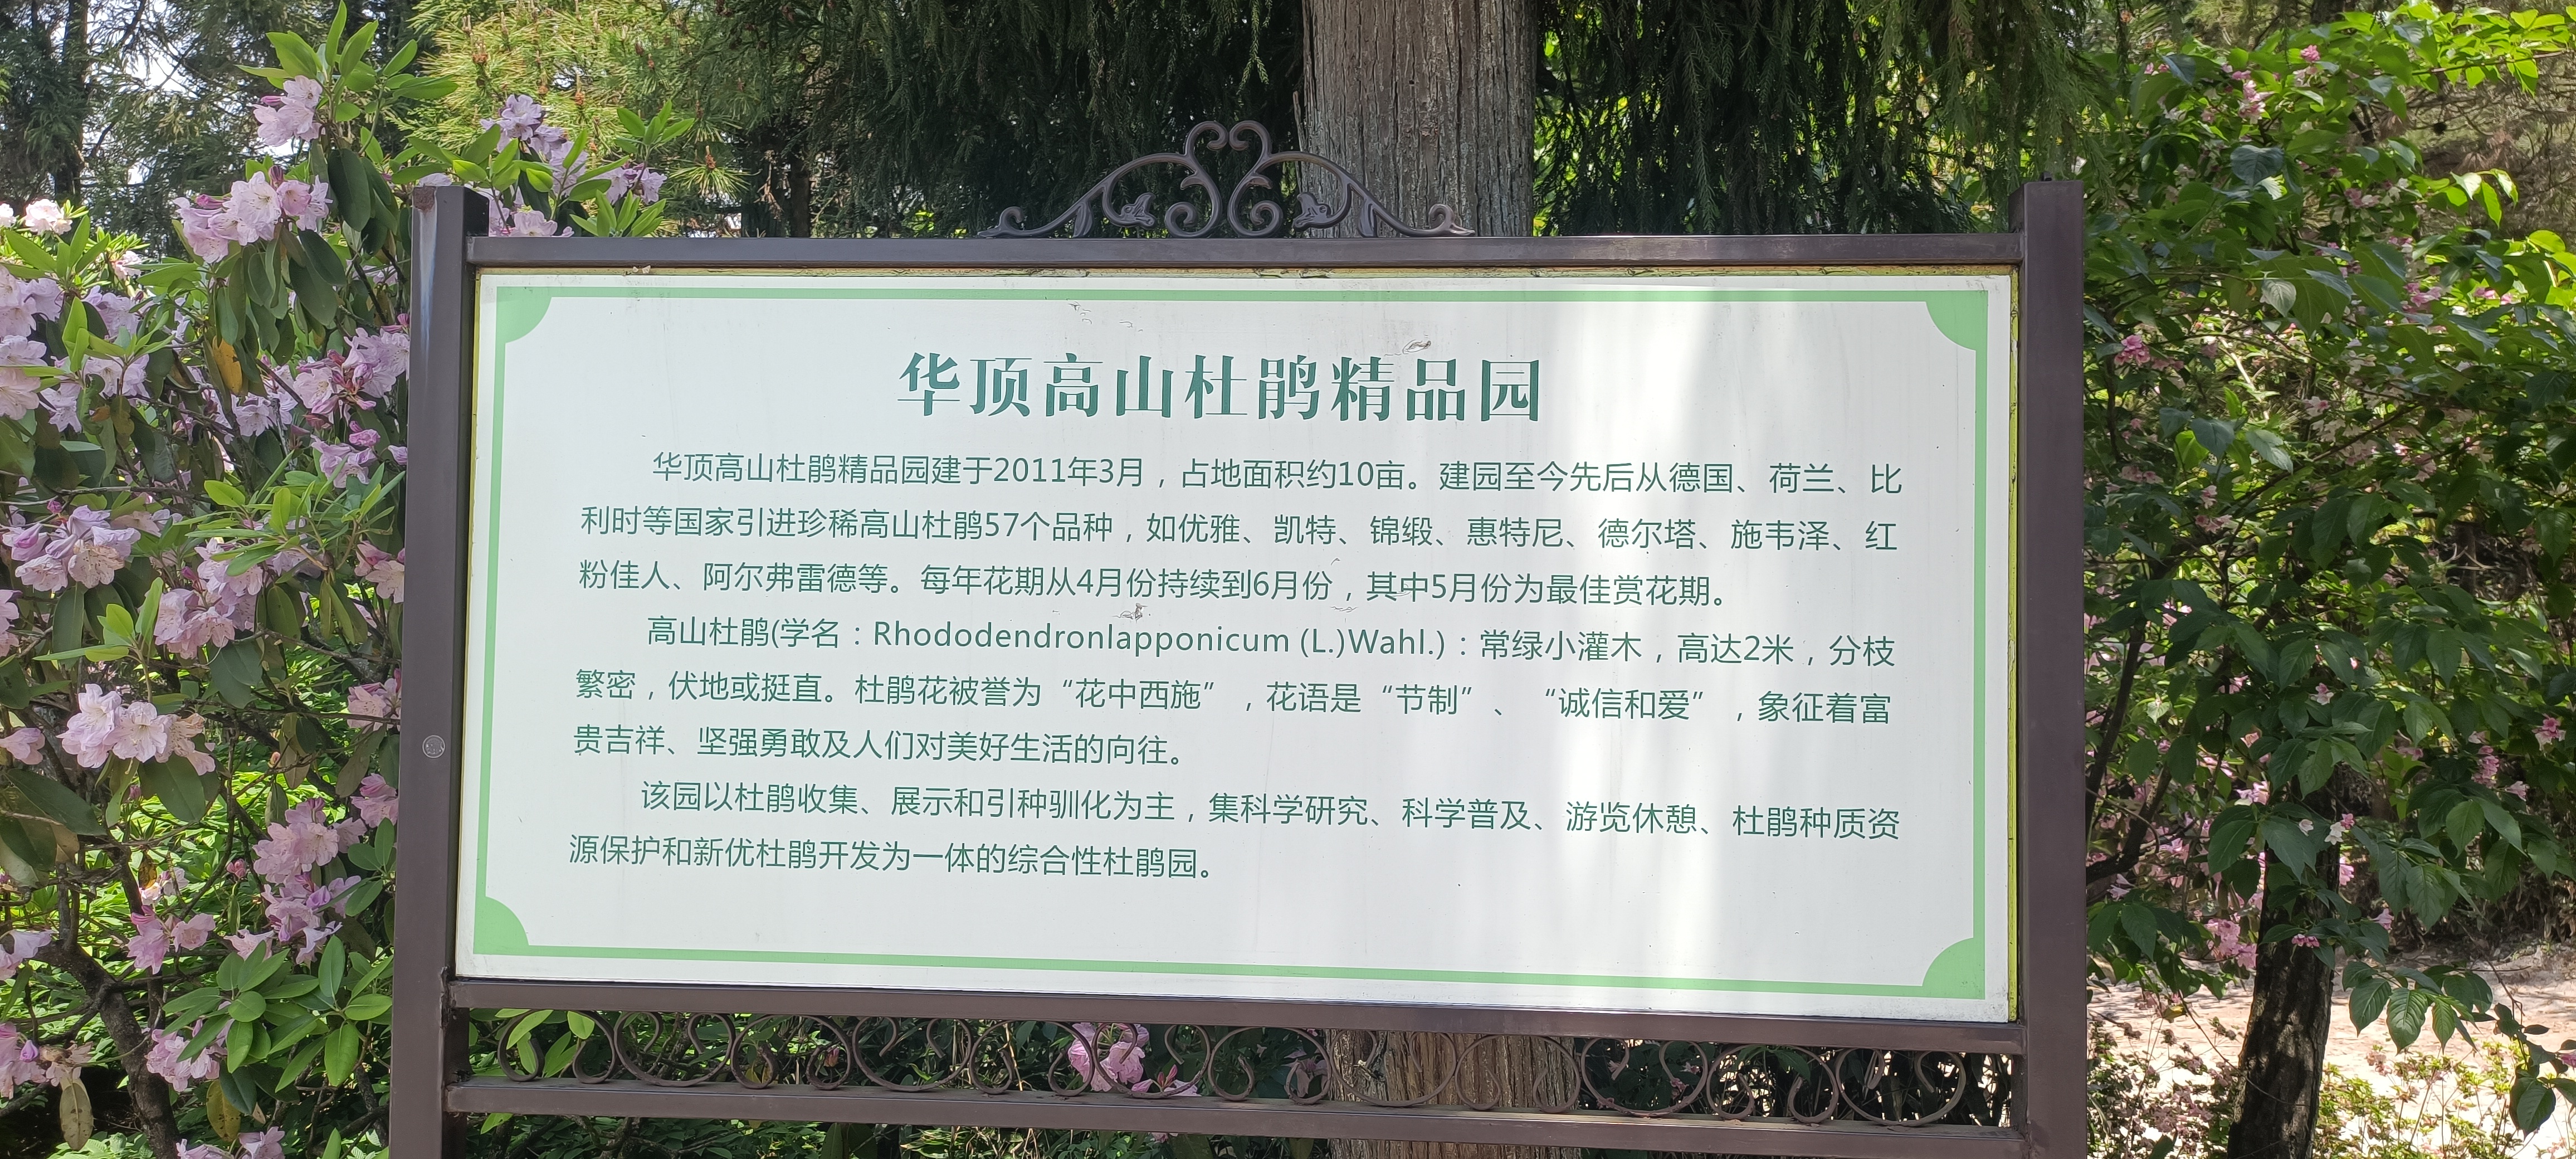 华顶高山杜鹃精品园
华顶高山杜鹃精品园建于2011年3月，占地面积约10亩。建园至今先后从德国、荷兰、比
利时等国家引进珍稀高山杜鹃57个品种，如优雅、凯特、锦缎、惠特尼、德尔塔、施韦泽、红
粉佳人、阿尔弗雷德等。每年花期从4月份持续到6月份，其中5月份为最佳赏花期。
高山杜鹃(学名：Rhododendronlapponicum (L.)Wahl.)：常绿小灌木，高达2米，分枝
繁密，伏地或挺直。杜鹃花被誉为“花中西施”，花语是“节制”、“诚信和爱”，象征着富
贵吉祥、坚强勇敢及人们对美好生活的向往。
该园以杜鹃收集、展示和引种驯化为主，集科学研究、科学普及、游览休憩、杜鹃种质资
源保护和新优杜鹃开发为一体的综合性杜鹃园。